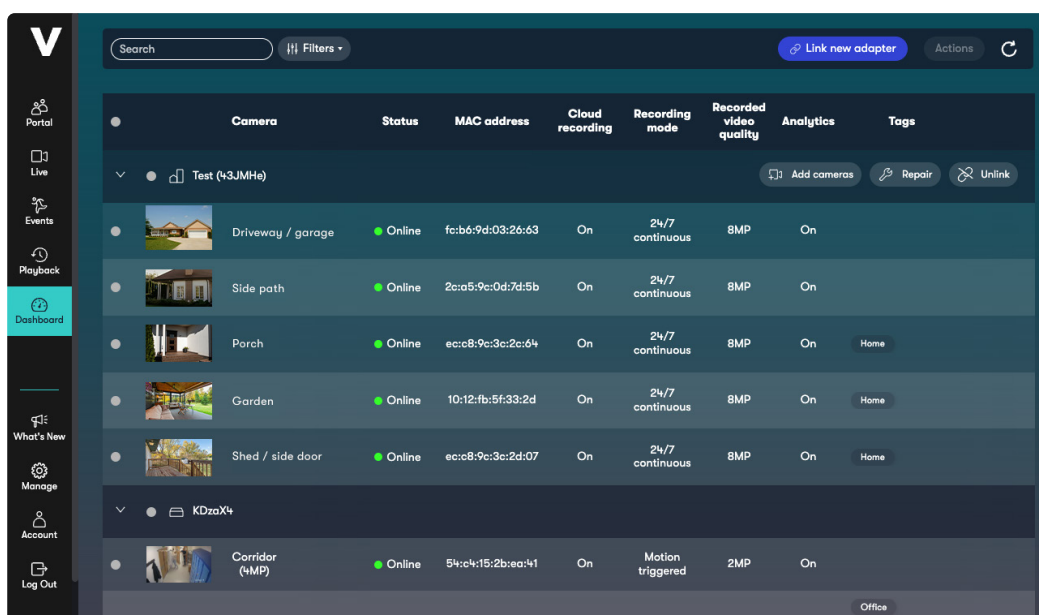 V
Search
Filters
Link new adapter
Actions
Portal
Live
Events
Playback
Dashboard
What's New
Manage
Account
Log Out
Camera
Status
MAC address
Cloud
recording
Recording
mode
Recorded
video
quality
Analytics
Tags
Test (43JMHe)
Add cameras
Repair
Unlink
Driveway / garage
Online
fc:b6:9d:03:26:63
On
24/7
continuous
8MP
On
Side path
Online
2c:a5:9c:0d:7d:5b
On
24/7
continuous
8MP
On
Porch
Online
ec:c8:9c:3c:2c:64
On
24/7
continuous
8MP
On
Home
Garden
Online
10:12:fb:5f:33:2d
On
24/7
continuous
8MP
On
Home
Shed / side door
Online
ec:c8:9c:3c:2d:07
On
24/7
continuous
8MP
On
Home
KDzaX4
Corridor
(4MP)
Online
54:c4:15:2b:ea:41
On
Motion
triggered
2MP
On
Office